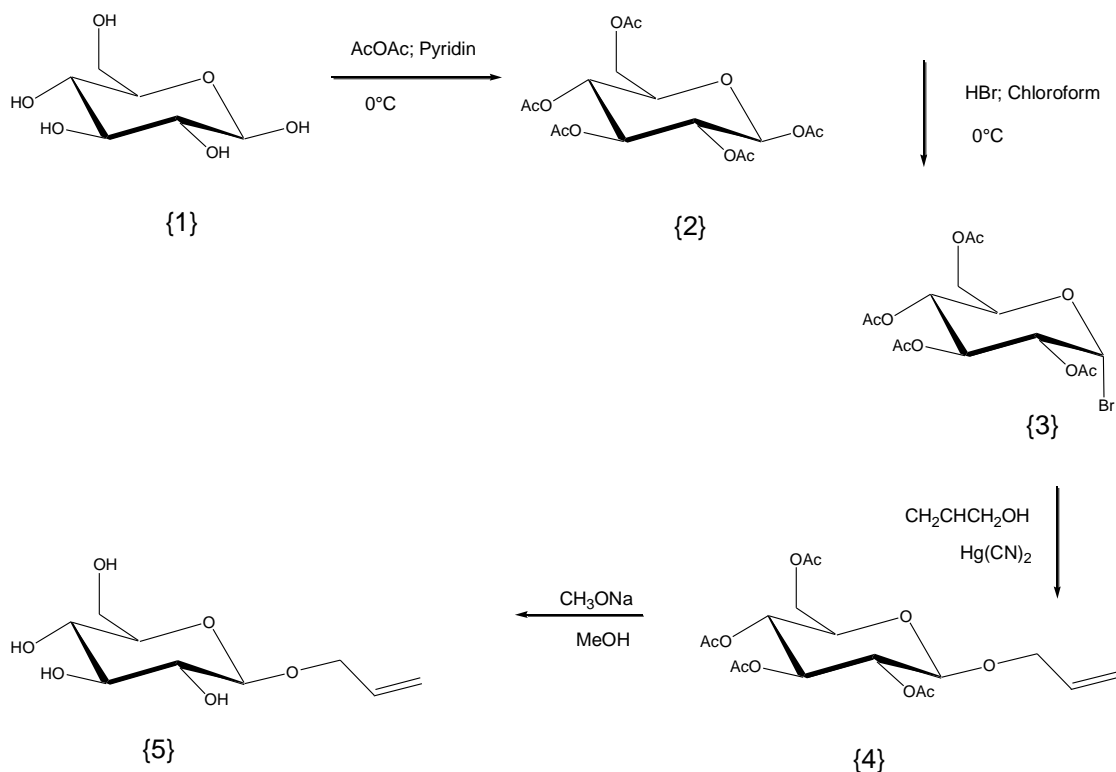 OH
O
HO
HO
OH
OH
{1}
AcOAc; Pyridin
0°C
OAc
O
AcO
AcO
OAc
OAc
{2}
HBr; Chloroform
0°C
OAc
O
AcO
AcO
OAc
Br
{3}
CH2CHCH2OH
Hg(CN)2
OAc
O
AcO
AcO
O
OAc
{4}
CH3ONa
MeOH
OH
O
HO
HO
O
OH
{5}